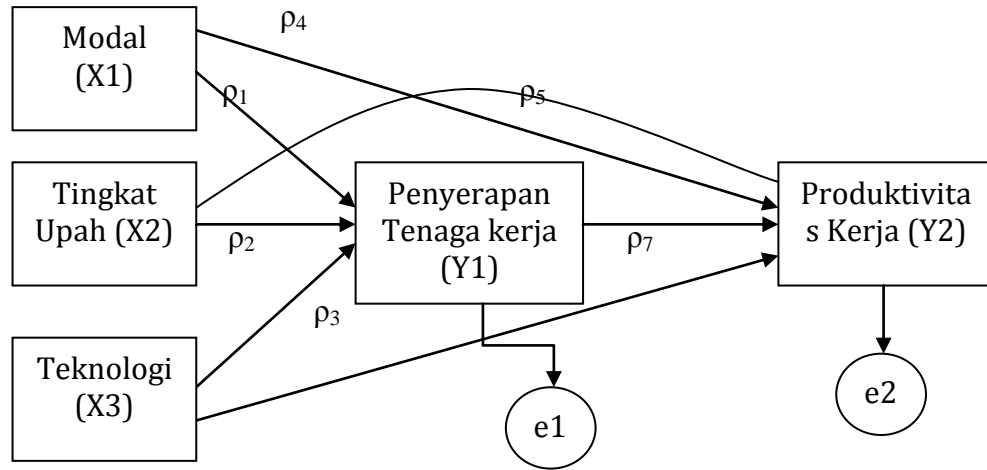 Modal
(X1)
ρ4
ρ1
ρ5
Tingkat
Upah (X2)
ρ2
Penyerapan
Tenaga kerja
(Y1)
ρ7
Produktivita
s Kerja (Y2)
ρ3
Teknologi
(X3)
e1
e2